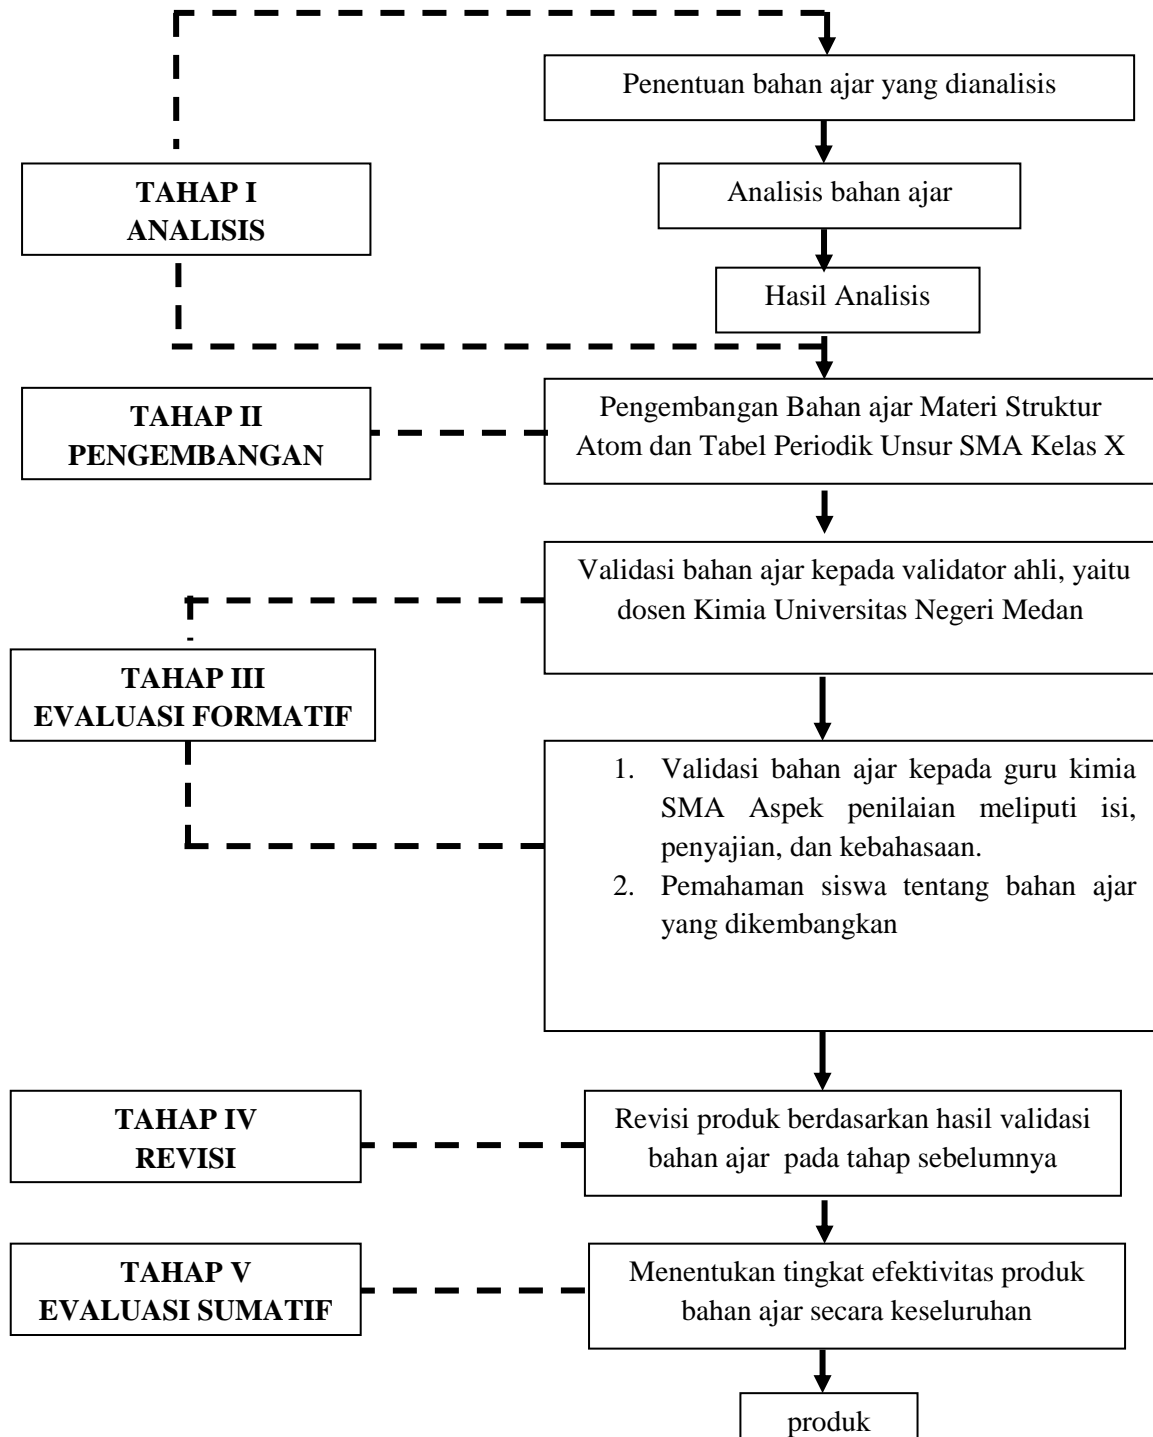 Penentuan bahan ajar yang dianalisis
TAHAP I
ANALISIS
Analisis bahan ajar
Hasil Analisis
TAHAP II
PENGEMBANGAN
Pengembangan Bahan ajar Materi Struktur
Atom dan Tabel Periodik Unsur SMA Kelas X
Validasi bahan ajar kepada validator ahli, yaitu
dosen Kimia Universitas Negeri Medan
TAHAP III
EVALUASI FORMATIF
1. Validasi bahan ajar kepada guru kimia
SMA Aspek penilaian meliputi isi,
penyajian, dan kebahasaan.
2. Pemahaman siswa tentang bahan ajar
yang dikembangkan
TAHAP IV
REVISI
Revisi produk berdasarkan hasil validasi
bahan ajar pada tahap sebelumnya
TAHAP V
EVALUASI SUMATIF
Menentukan tingkat efektivitas produk
bahan ajar secara keseluruhan
produk